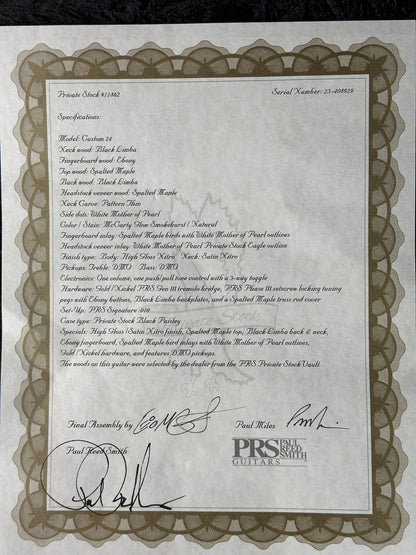 Private Stock #11862 Serial Number: 23-408929
Specifications:
Model: Custom 24
Neck wood: Black Limba
Fingerboard wood: Ebony
Top wood: Spalted Maple
Back wood: Black Limba
Headstock veneer wood: Spalted Maple
Neck Carve: Pattern Thin
Side dots: White Mother of Pearl
Color / Stain: McCarty Glow Smokeburst / Natural
Fingerboard inlay: Spalted Maple birds with White Mother of Pearl outlines
Headstock veneer inlay: White Mother of Pearl Private Stock Eagle outline
Finish type: Body: High Gloss Nitro Neck: Satin Nitro
Pickups: Treble: DMO Bass: DMO
Electronics: One volume, one push/pull tone control with a 3-way toggle
Hardware: Gold/Nickel PRS Gen III tremolo bridge, PRS Phase III setscrew locking tuning
pegs with Ebony buttons, Black Limba backplates, and a Spalted Maple truss rod cover
Set-Up: PRS Signature .010
Case type: Private Stock Black Paisley
Specials: High Gloss/Satin Nitro finish, Spalted Maple top, Black Limba back & neck,
Ebony fingerboard, Spalted Maple bird inlays with White Mother of Pearl outlines,
Gold/Nickel hardware, and features DMO pickups.
The woods on this guitar were selected by the dealer from the PRS Private Stock Vault.
Private Stock
Final Assembly by Paul Miles
Paul Reed Smith
PRS PAUL
REED
SMITH
GUITARS